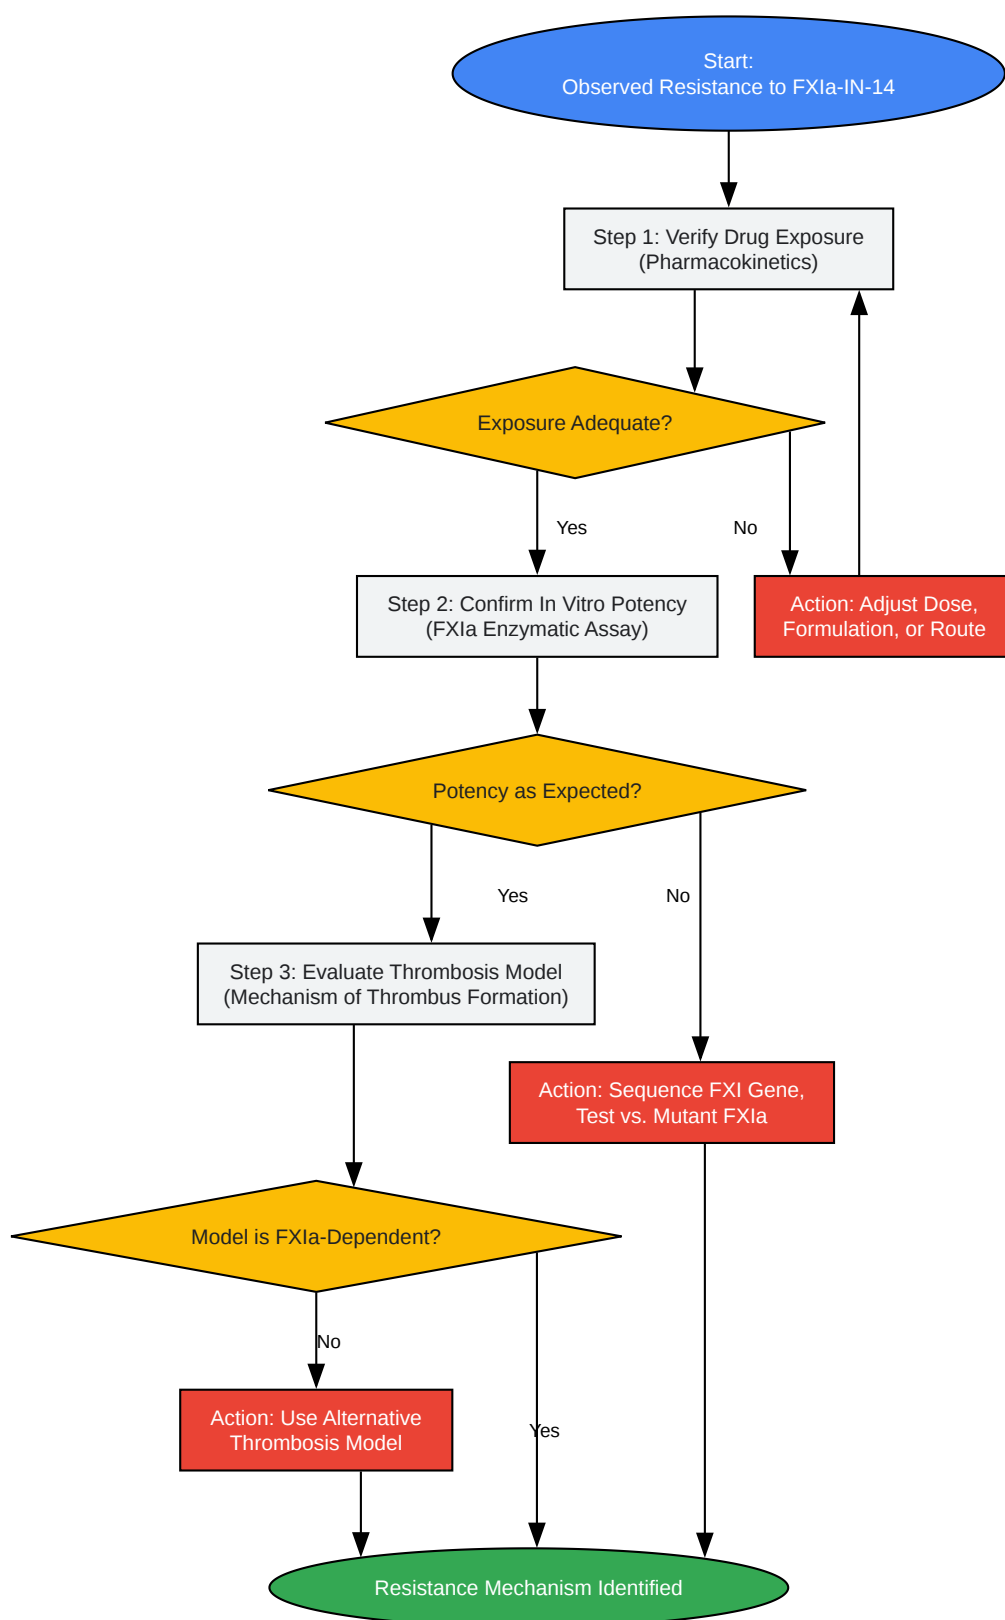 Start:
Observed Resistance to FXIa-IN-14
Step 1: Verify Drug Exposure
(Pharmacokinetics)
Exposure Adequate?
Yes
No
Step 2: Confirm In Vitro Potency
(FXIa Enzymatic Assay)
Action: Adjust Dose,
Formulation, or Route
Potency as Expected?
Yes
No
Step 3: Evaluate Thrombosis Model
(Mechanism of Thrombus Formation)
Action: Sequence FXI Gene,
Test vs. Mutant FXIa
Model is FXIa-Dependent?
No
Yes
Action: Use Alternative
Thrombosis Model
Resistance Mechanism Identified